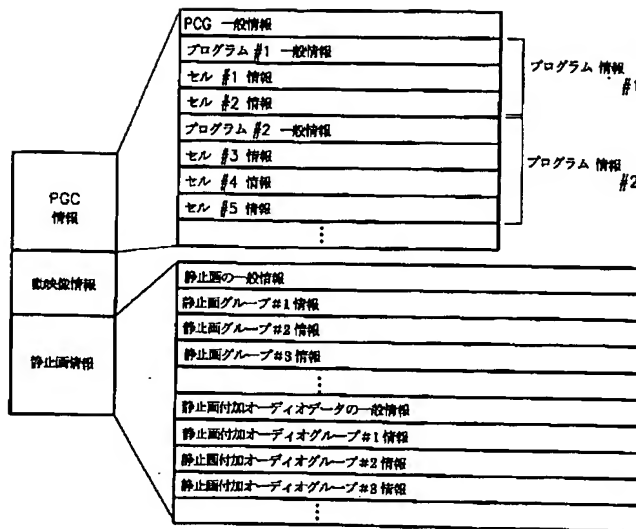 PCG 一般情報
プログラム #1 一般情報
セル #1 情報
セル #2 情報
プログラム #2 一般情報
セル #3 情報
セル #4 情報
セル #5 情報
プログラム 情報
#1
プログラム 情報
#2
PGC
情報
動映像情報
静止画情報
静止画の一般情報
静止画グループ#1 情報
静止画グループ#2 情報
静止画グループ#3 情報
静止画付加オーディオデータの一般情報
静止画付加オーディオグループ#1 情報
静止画付加オーディオグループ#2 情報
静止画付加オーディオグループ#3 情報